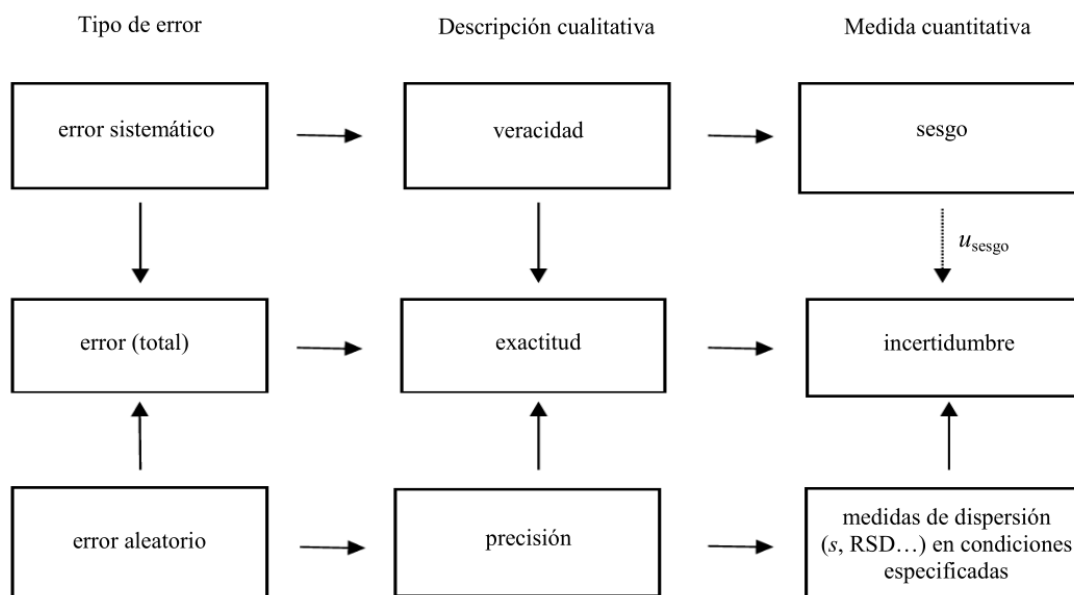 Tipo de error
Descripción cualitativa
Medida cuantitativa
error sistemático
veracidad
sesgo
u sesgo
error (total)
exactitud
incertidumbre
error aleatorio
precisión
medidas de dispersión
(s, RSD…) en condiciones
especificadas